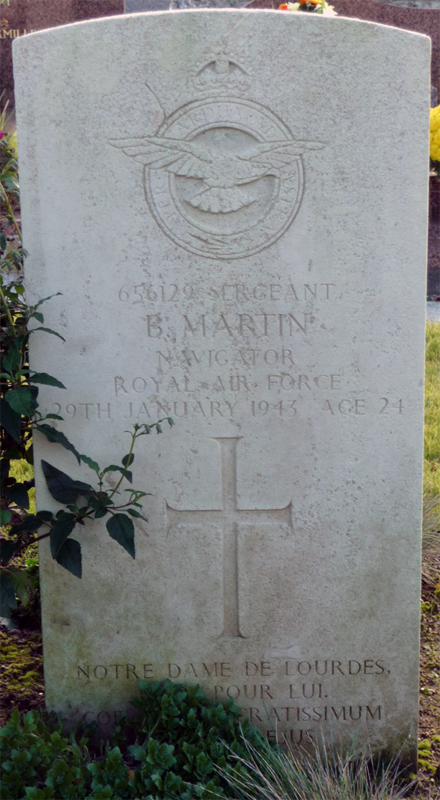 656129 SERGEANT
B. MARTIN
NAVIGATOR
ROYAL AIR FORCE
29TH JANUARY 1943 AGE 24
NOTRE DAME DE LOURDES,
POUR LUI.